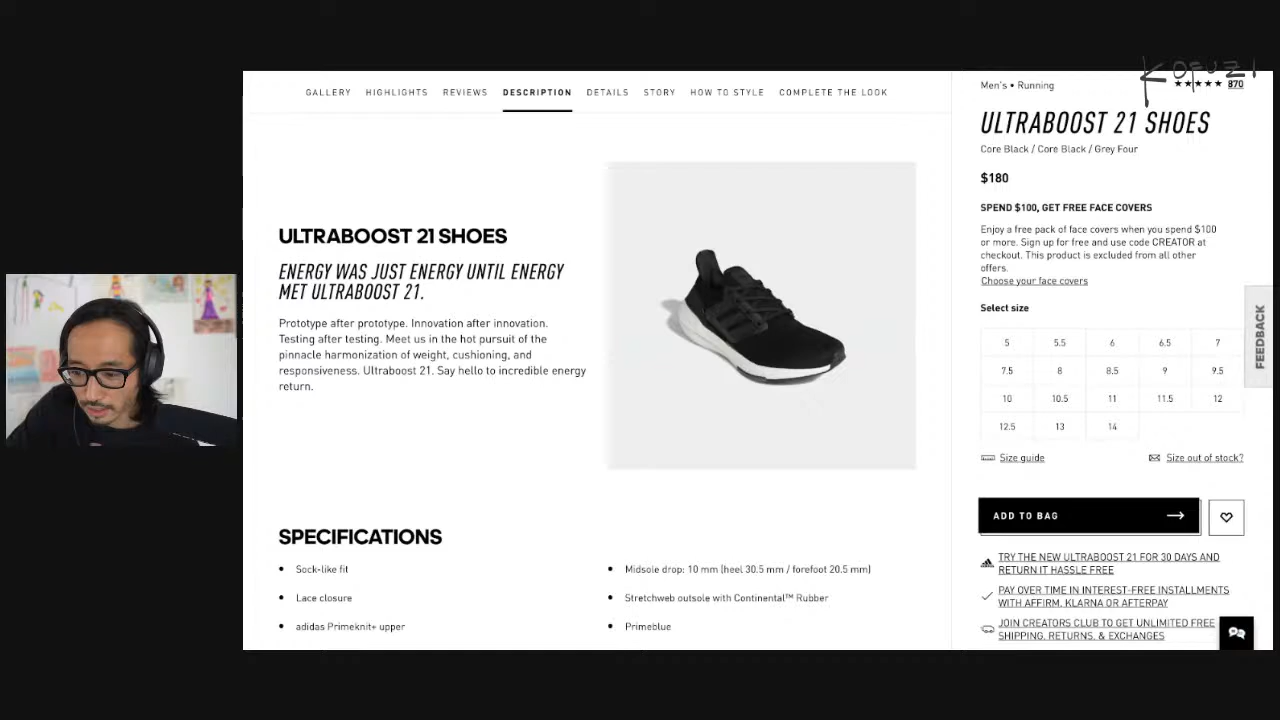 KOFUZI
GALLERY HIGHLIGHTS REVIEWS DESCRIPTION DETAILS STORY HOW TO STYLE COMPLETE THE LOOK
ULTRABOOST 21 SHOES
ENERGY WAS JUST ENERGY UNTIL ENERGY
MET ULTRABOOST 21.
Prototype after prototype. Innovation after innovation.
Testing after testing. Meet us in the hot pursuit of the
pinnacle harmonization of weight, cushioning, and
responsiveness. Ultraboost 21. Say hello to incredible energy
return.
SPECIFICATIONS
• Sock-like fit
• Lace closure
• adidas Primeknit+ upper
• Midsole drop: 10 mm (heel 30.5 mm / forefoot 20.5 mm)
• Stretchweb outsole with Continental™ Rubber
• Primeblue
Men's • Running ★★★★★ 870
ULTRABOOST 21 SHOES
Core Black / Core Black / Grey Four
$180
SPEND $100, GET FREE FACE COVERS
Enjoy a free pack of face covers when you spend $100
or more. Sign up for free and use code CREATOR at
checkout. This product is excluded from all other
offers.
Choose your face covers
Select size
5 5.5 6 6.5 7
7.5 8 8.5 9 9.5
10 10.5 11 11.5 12
12.5 13 14
Size guide Size out of stock?
ADD TO BAG
TRY THE NEW ULTRABOOST 21 FOR 30 DAYS AND
RETURN IT HASSLE FREE
PAY OVER TIME IN INTEREST-FREE INSTALLMENTS
WITH AFFIRM, KLARNA OR AFTERPAY
JOIN CREATORS CLUB TO GET UNLIMITED FREE
SHIPPING, RETURNS, & EXCHANGES
FEEDBACK